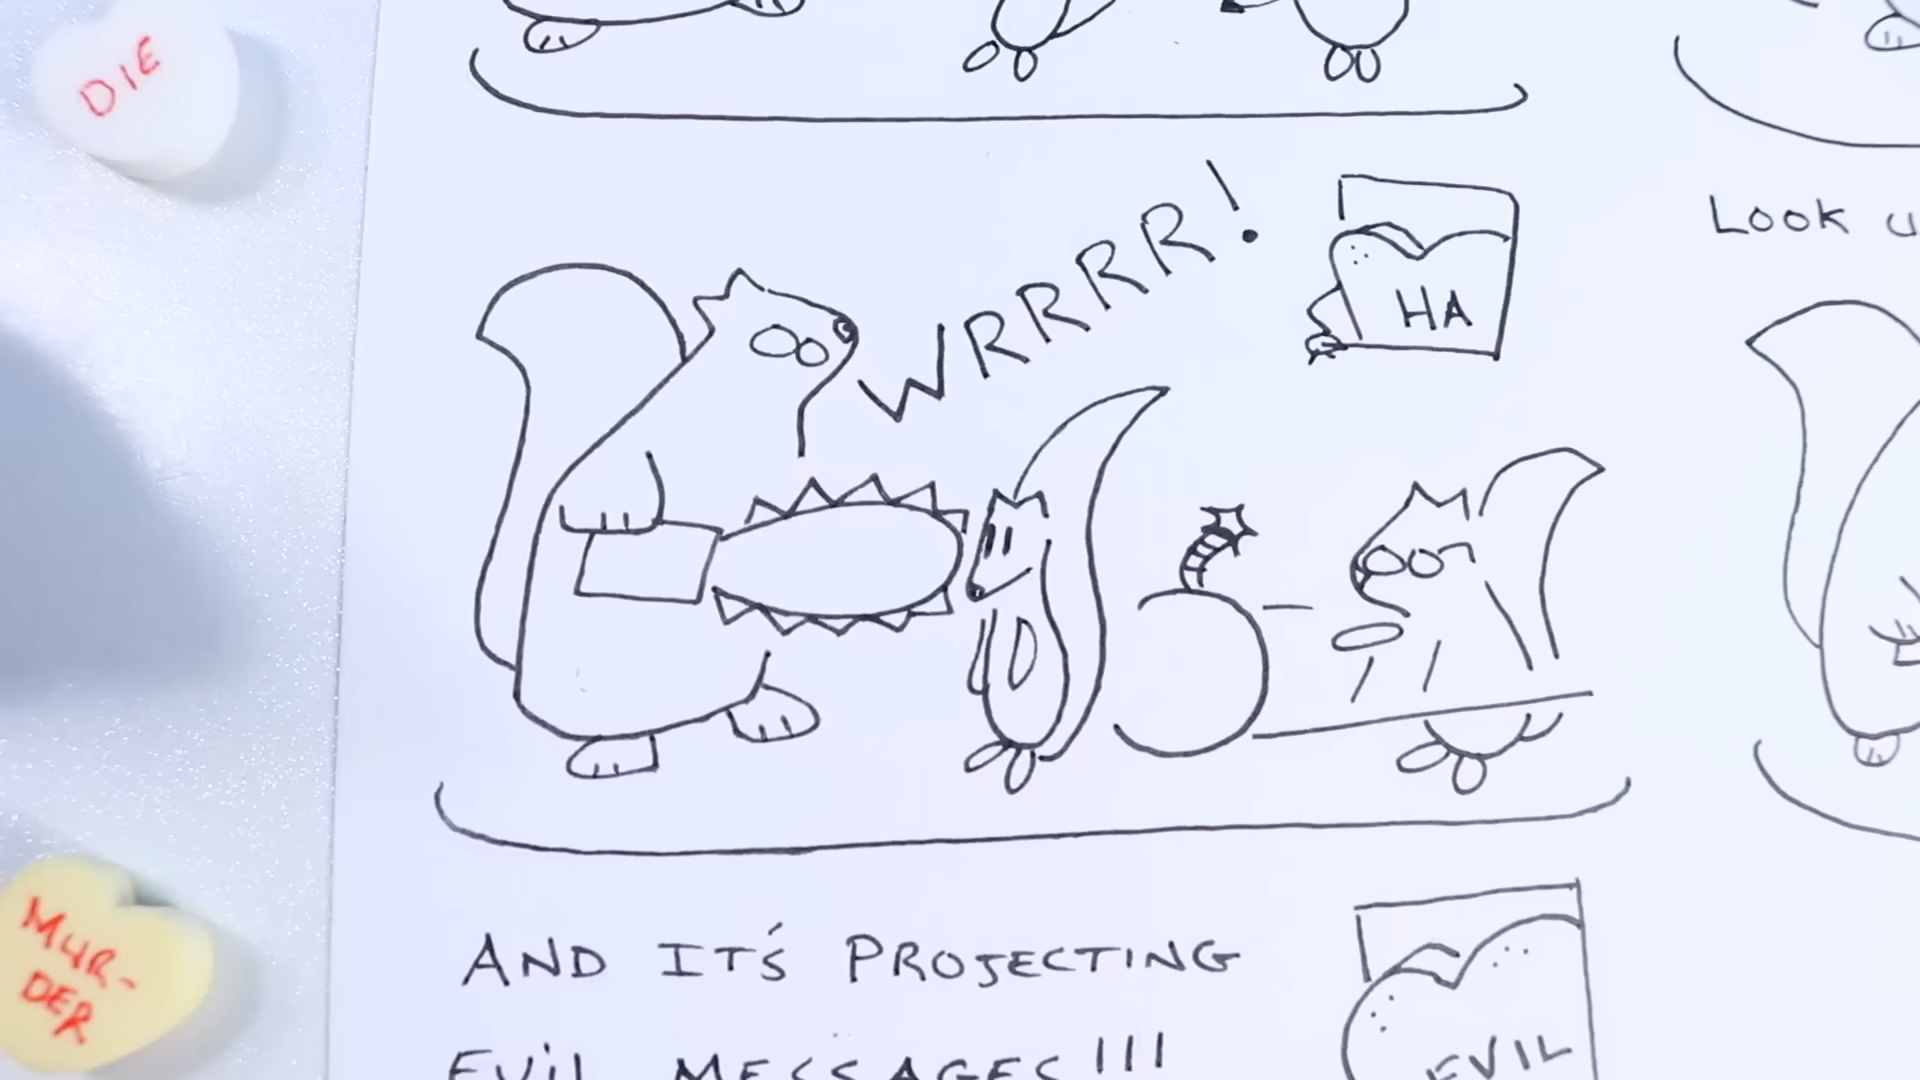 DIE
WRRRR!
HA
Look
MUR-
DER
AND IT'S PROJECTING
EVIL MESSAGES!!!
EVIL